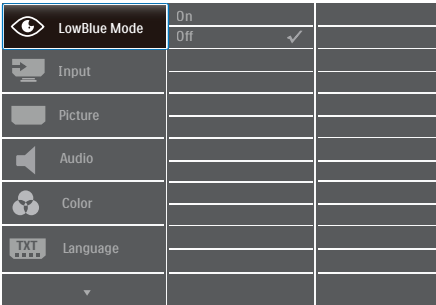 LowBlue Mode
On
Off
Input
Picture
Audio
Color
TXT
Language